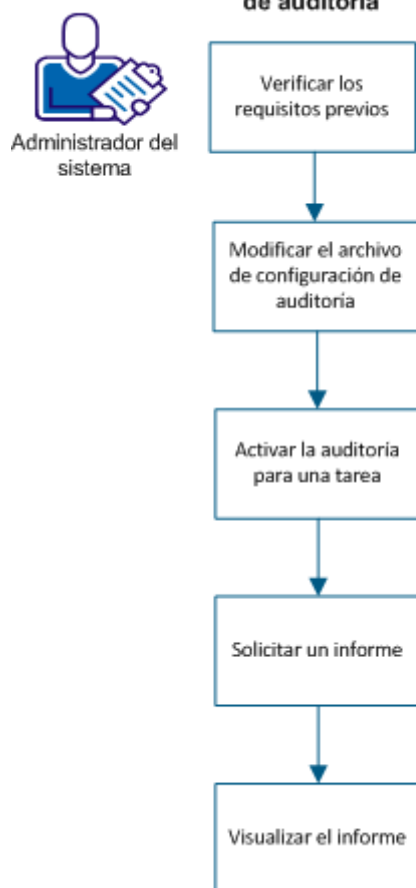 de auditoría
Administrador del
sistema
Verificar los
requisitos previos
Modificar el archivo
de configuración de
auditoría
Activar la auditoría
para una tarea
Solicitar un informe
Visualizar el informe